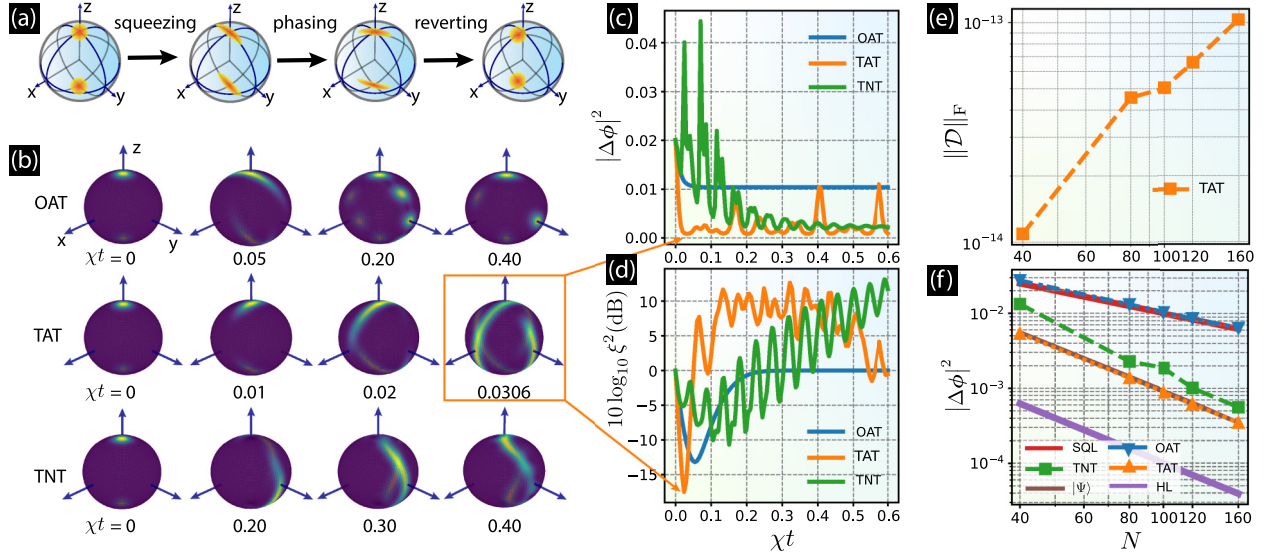 (a)
squeezing
phasing
reverting
z
z
z
z
x
y
x
y
x
y
x
y
(b)
z
OAT
x
y
χt = 0
0.05
0.20
0.40
TAT
χt = 0
0.01
0.02
0.0306
TNT
χt = 0
0.20
0.30
0.40
(c)
|Δϕ|²
0.04
0.03
0.02
0.01
0.00
OAT
TAT
TNT
0.0 0.1 0.2 0.3 0.4 0.5 0.6
(d)
10 log₁₀ ξ² (dB)
10
5
0
−5
−10
−15
OAT
TAT
TNT
0.0 0.1 0.2 0.3 0.4 0.5 0.6
χt
(e)
||𝒟||F
10⁻¹³
10⁻¹⁴
TAT
40 80 100 120 160
(f)
|Δϕ|²
10⁻²
10⁻³
10⁻⁴
SQL OAT
TNT TAT
|Ψ⟩ HL
40 80 100 120 160
N